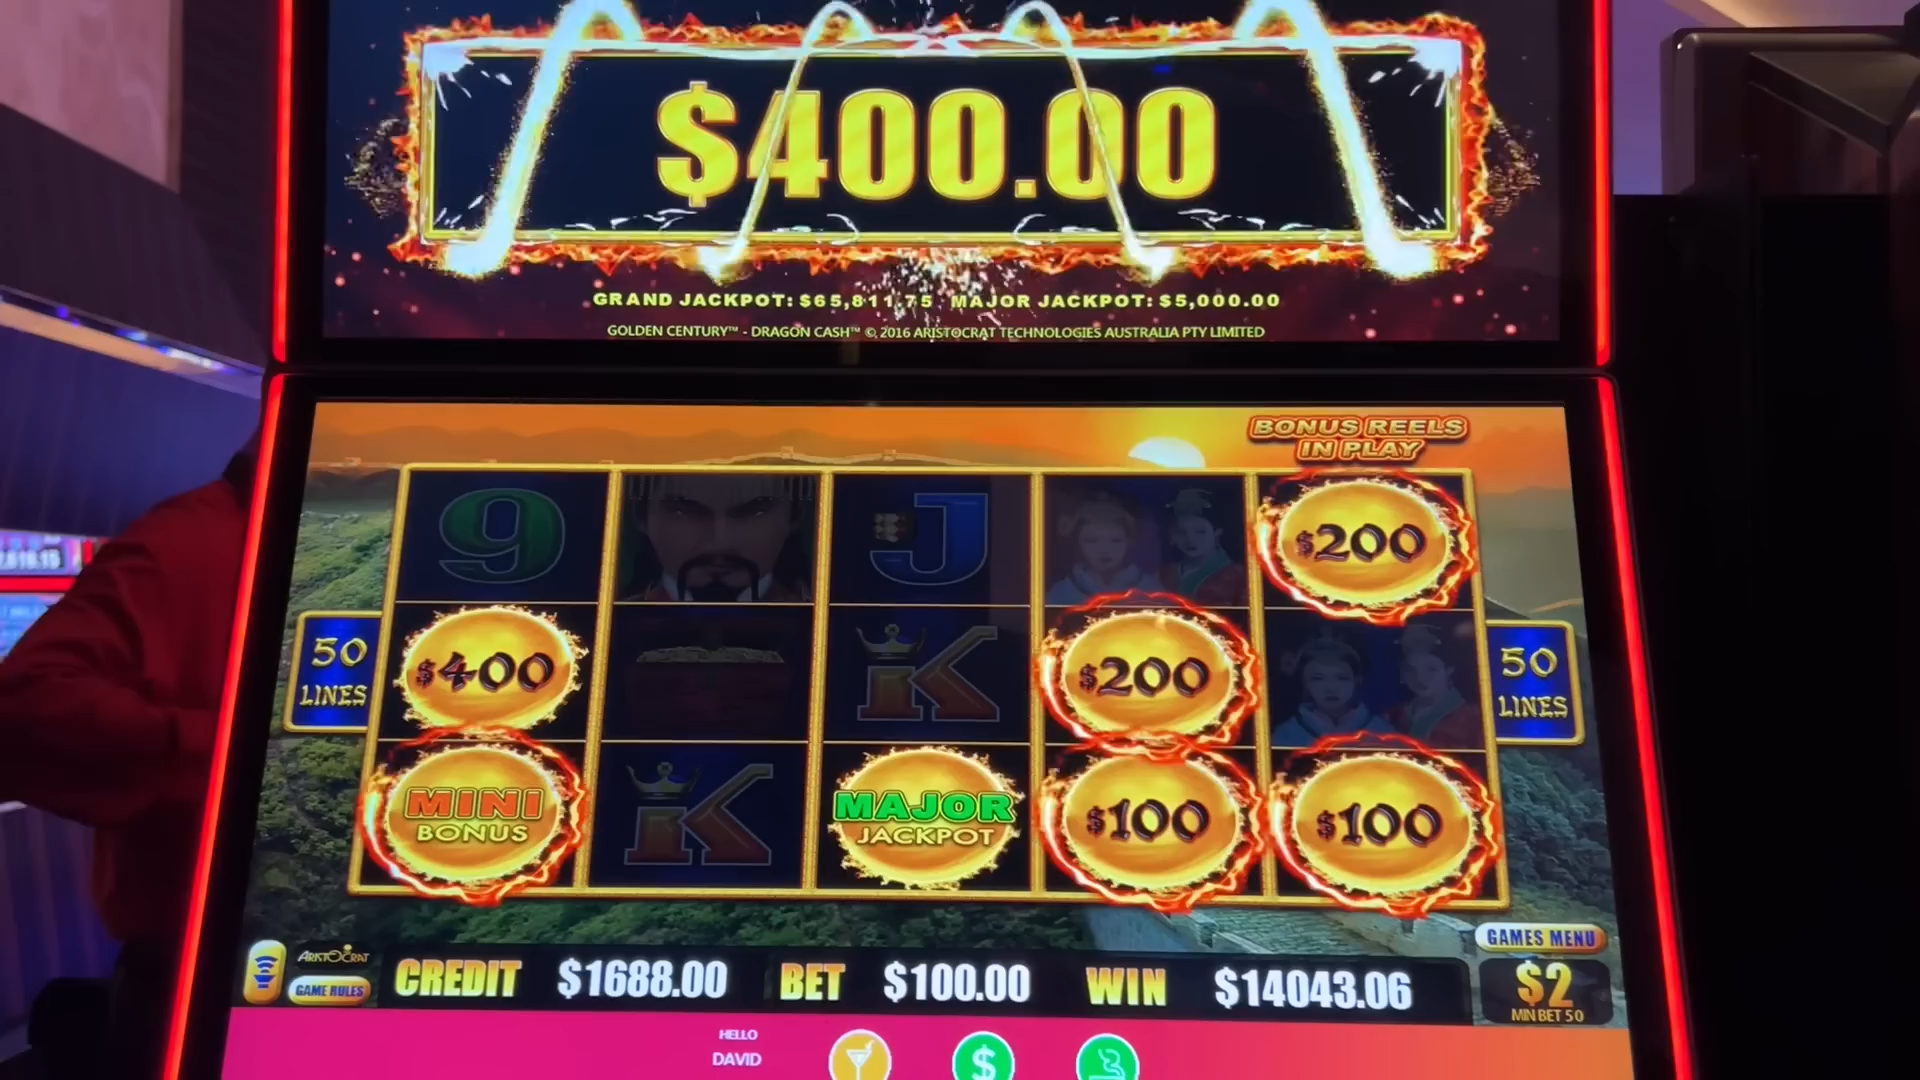 $400.00
GRAND JACKPOT: $65,811.75 MAJOR JACKPOT: $5,000.00
GOLDEN CENTURY™ - DRAGON CASH™ © 2016 ARISTOCRAT TECHNOLOGIES AUSTRALIA PTY LIMITED
BONUS REELS
IN PLAY
9
J
$200
50
LINES
$400
K
$200
50
LINES
MINI
BONUS
K
MAJOR
JACKPOT
$100
$100
GAMES MENU
ARISTOCRAT
GAME RULES
CREDIT $1688.00 BET $100.00 WIN $14043.06
$2
MIN BET 50
HELLO
DAVID
$